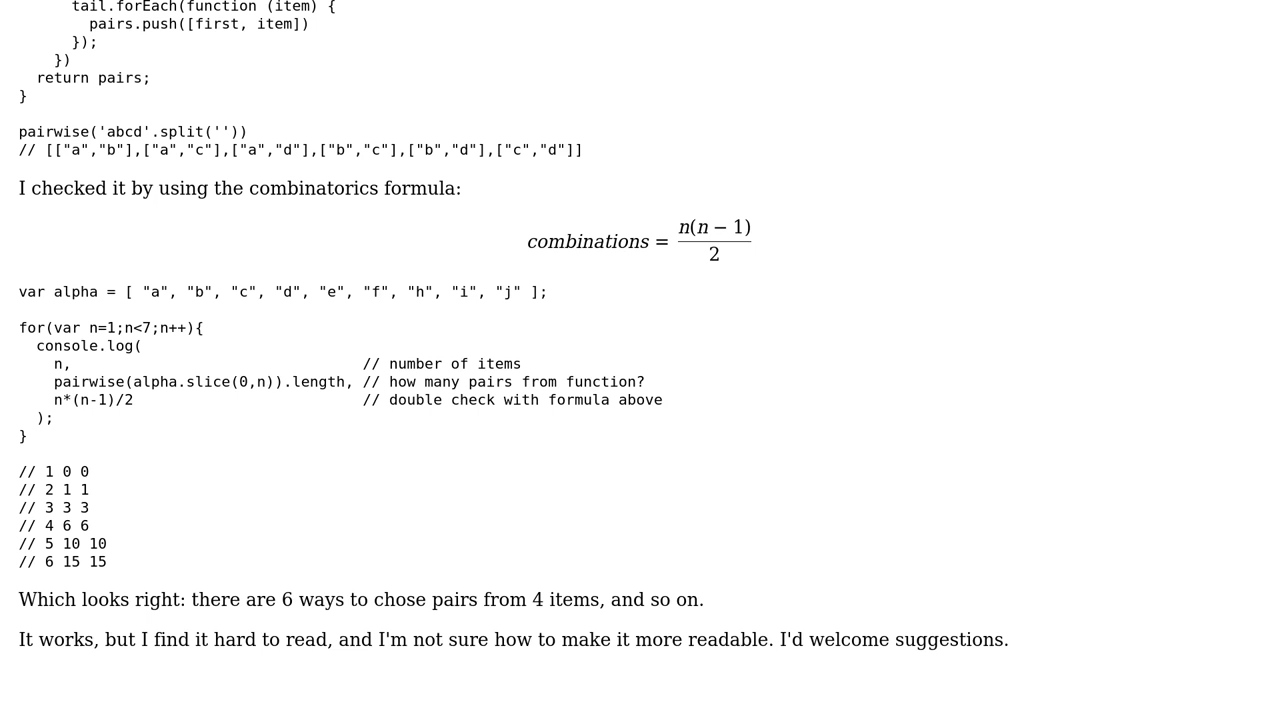 tail.forEach(function (item) {
        pairs.push([first, item])
      });
    })
  return pairs;
}

pairwise('abcd'.split(''))
// [["a","b"],["a","c"],["a","d"],["b","c"],["b","d"],["c","d"]]
I checked it by using the combinatorics formula:
combinations = n(n − 1) / 2
var alpha = [ "a", "b", "c", "d", "e", "f", "h", "i", "j" ];

for(var n=1;n<7;n++){
  console.log(
    n,                                 // number of items
    pairwise(alpha.slice(0,n)).length, // how many pairs from function?
    n*(n-1)/2                          // double check with formula above
  );
}

// 1 0 0
// 2 1 1
// 3 3 3
// 4 6 6
// 5 10 10
// 6 15 15
Which looks right: there are 6 ways to chose pairs from 4 items, and so on.
It works, but I find it hard to read, and I'm not sure how to make it more readable. I'd welcome suggestions.